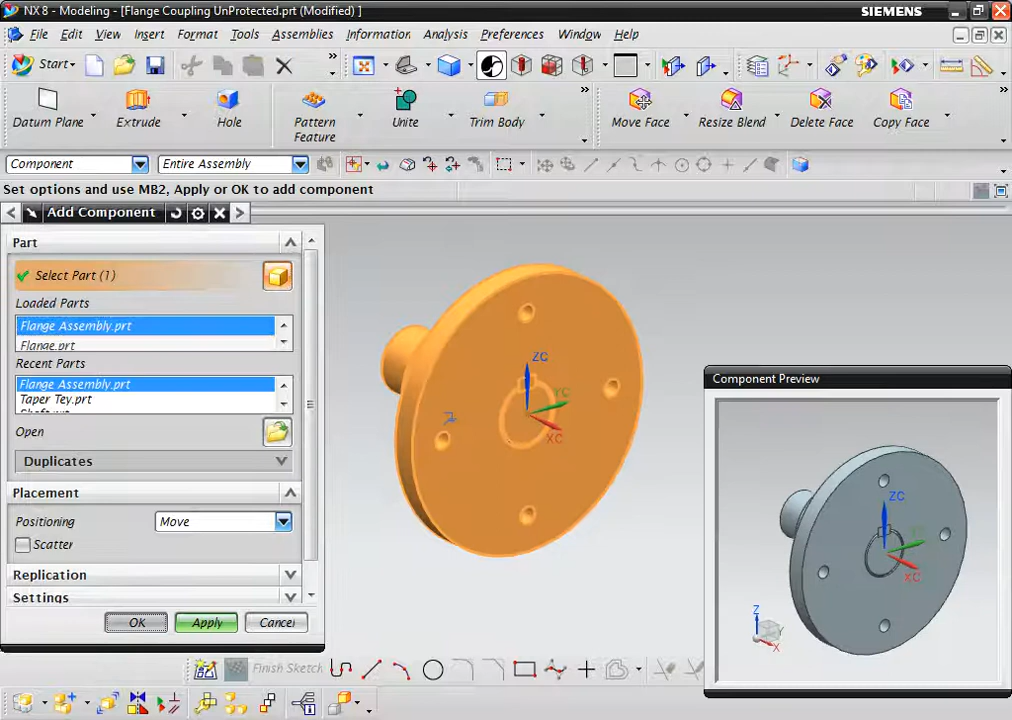 NX 8 - Modeling - [Flange Coupling UnProtected.prt (Modified) ]
SIEMENS
File Edit View Insert Format Tools Assemblies Information Analysis Preferences Window Help
Start
Datum Plane Extrude Hole Pattern Feature Unite Trim Body Move Face Resize Blend Delete Face Copy Face
Component Entire Assembly
Set options and use MB2, Apply or OK to add component
Add Component
Part
Select Part (1)
Loaded Parts
Flange Assembly.prt
Flange.prt
Recent Parts
Flange Assembly.prt
Taper Tey.prt
Open
Duplicates
Placement
Positioning Move
Scatter
Replication
Settings
OK Apply Cancel
ZC
YC
XC
Component Preview
ZC
XC
Z
Y
X
Finish Sketch